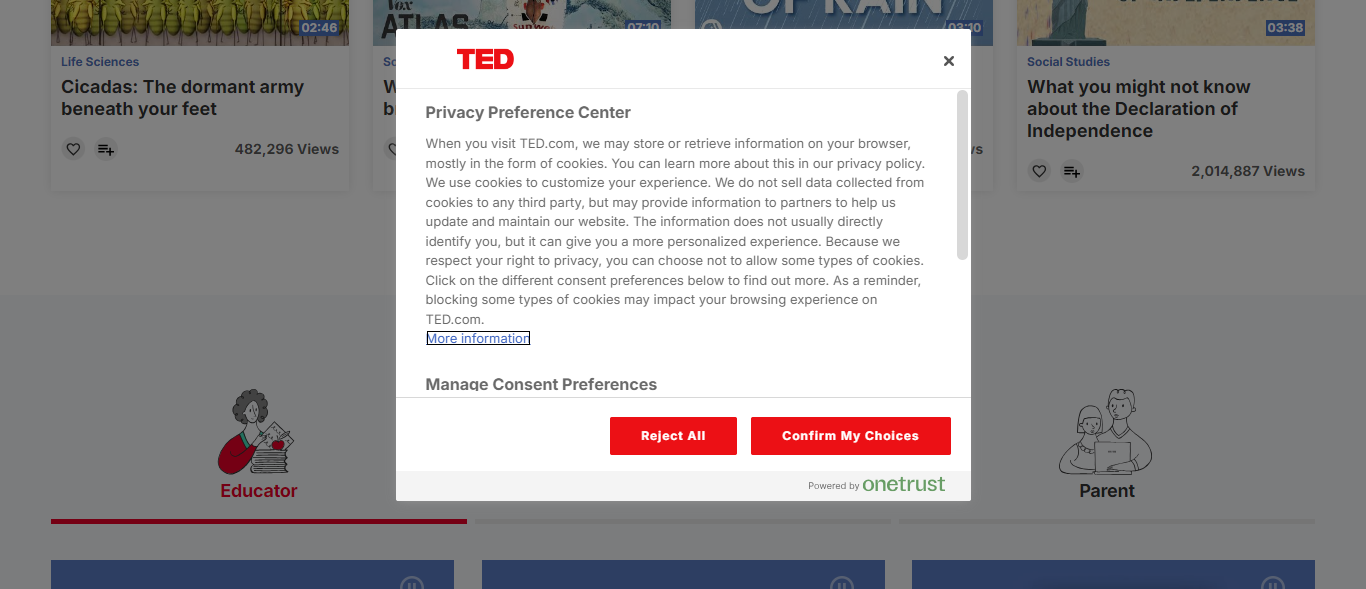 Vox
ATLAS
OF RAIN
02:46
07:10
03:10
03:38
Life Sciences
Social Studies
Cicadas: The dormant army
beneath your feet
What you might not know
about the Declaration of
Independence
482,296 Views
2,014,887 Views
TED
Privacy Preference Center
When you visit TED.com, we may store or retrieve information on your browser,
mostly in the form of cookies. You can learn more about this in our privacy policy.
We use cookies to customize your experience. We do not sell data collected from
cookies to any third party, but may provide information to partners to help us
update and maintain our website. The information does not usually directly
identify you, but it can give you a more personalized experience. Because we
respect your right to privacy, you can choose not to allow some types of cookies.
Click on the different consent preferences below to find out more. As a reminder,
blocking some types of cookies may impact your browsing experience on
TED.com.
More information
Manage Consent Preferences
Reject All
Confirm My Choices
Powered by onetrust
Educator
Parent